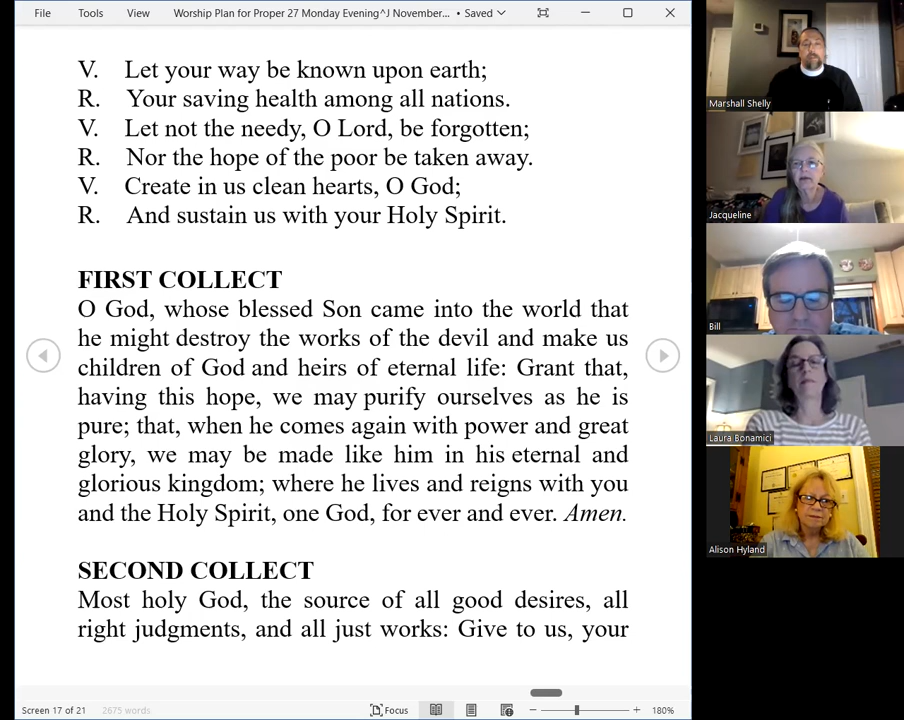 File Tools View Worship Plan for Proper 27 Monday Evening^J November... • Saved
V. Let your way be known upon earth;
R. Your saving health among all nations.
V. Let not the needy, O Lord, be forgotten;
R. Nor the hope of the poor be taken away.
V. Create in us clean hearts, O God;
R. And sustain us with your Holy Spirit.
FIRST COLLECT
O God, whose blessed Son came into the world that
he might destroy the works of the devil and make us
children of God and heirs of eternal life: Grant that,
having this hope, we may purify ourselves as he is
pure; that, when he comes again with power and great
glory, we may be made like him in his eternal and
glorious kingdom; where he lives and reigns with you
and the Holy Spirit, one God, for ever and ever. Amen.
SECOND COLLECT
Most holy God, the source of all good desires, all
right judgments, and all just works: Give to us, your
Screen 17 of 21 2675 words Focus 180%
Marshall Shelly
Jacqueline
Bill
Laura Bonamici
Alison Hyland